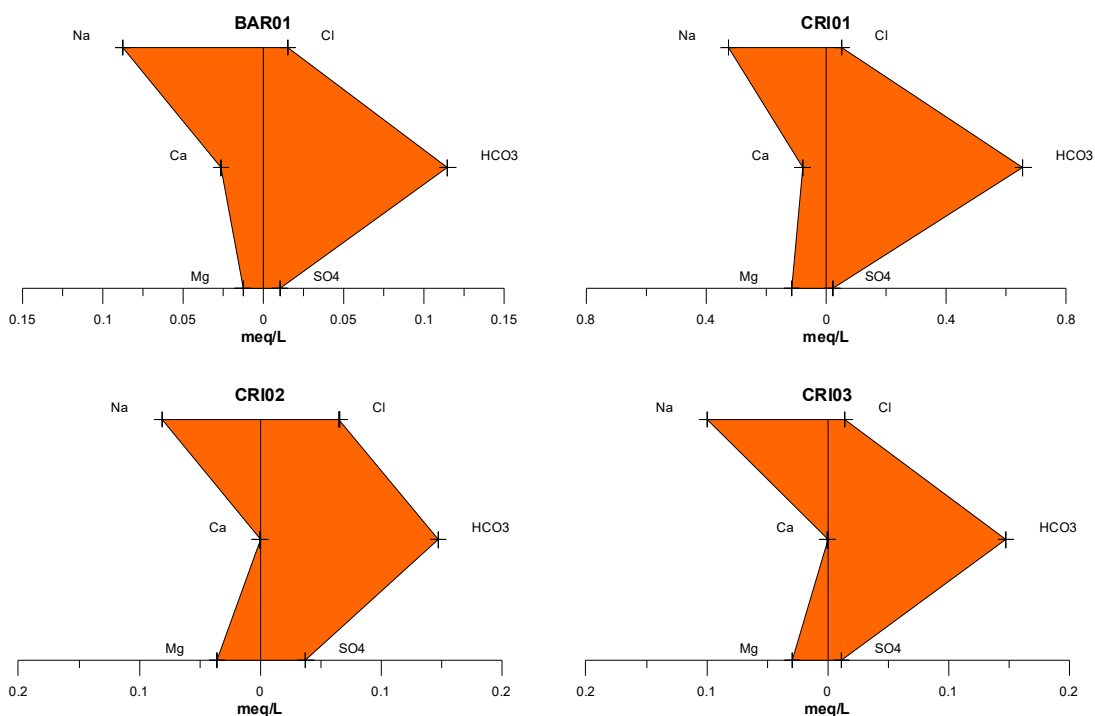 BAR01
Na
Cl
Ca
HCO3
Mg
SO4
0.15 0.1 0.05 0 0.05 0.1 0.15
meq/L
CRI01
Na
Cl
Ca
HCO3
Mg
SO4
0.8 0.4 0 0.4 0.8
meq/L
CRI02
Na
Cl
Ca
HCO3
Mg
SO4
0.2 0.1 0 0.1 0.2
meq/L
CRI03
Na
Cl
Ca
HCO3
Mg
SO4
0.2 0.1 0 0.1 0.2
meq/L